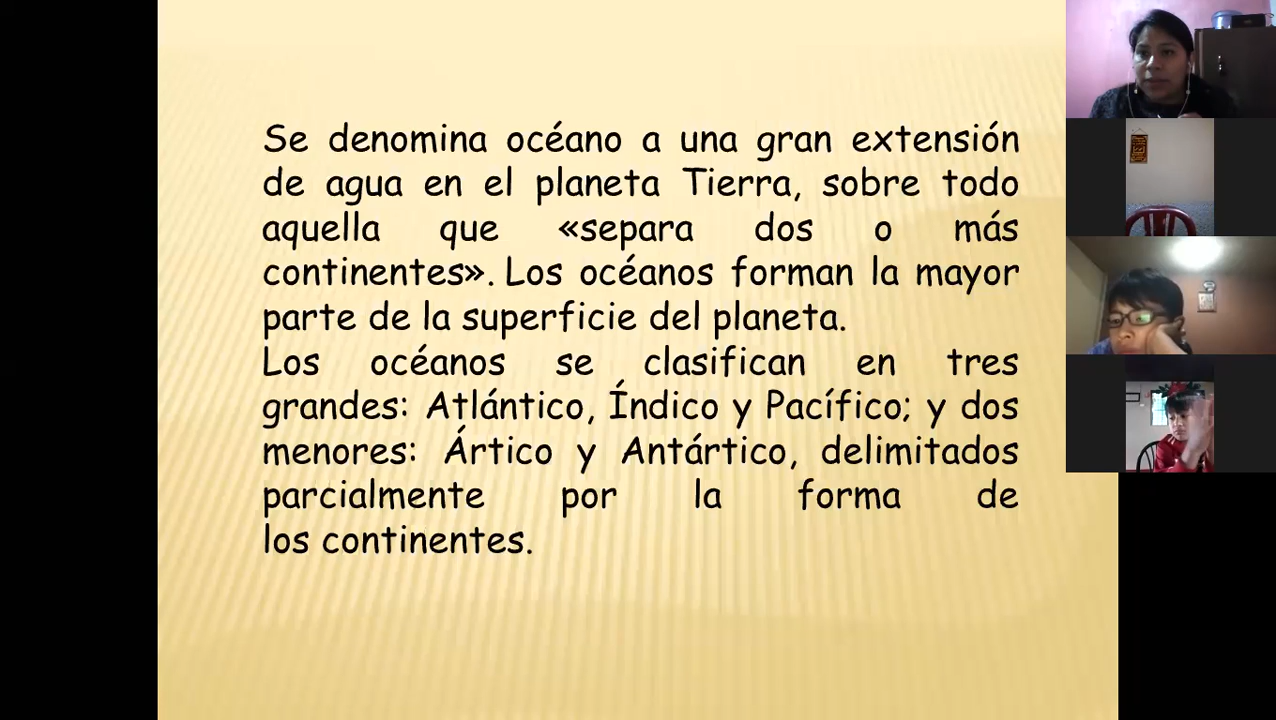 Se denomina océano a una gran extensión
de agua en el planeta Tierra, sobre todo
aquella que «separa dos o más
continentes». Los océanos forman la mayor
parte de la superficie del planeta.
Los océanos se clasifican en tres
grandes: Atlántico, Índico y Pacífico; y dos
menores: Ártico y Antártico, delimitados
parcialmente por la forma de
los continentes.